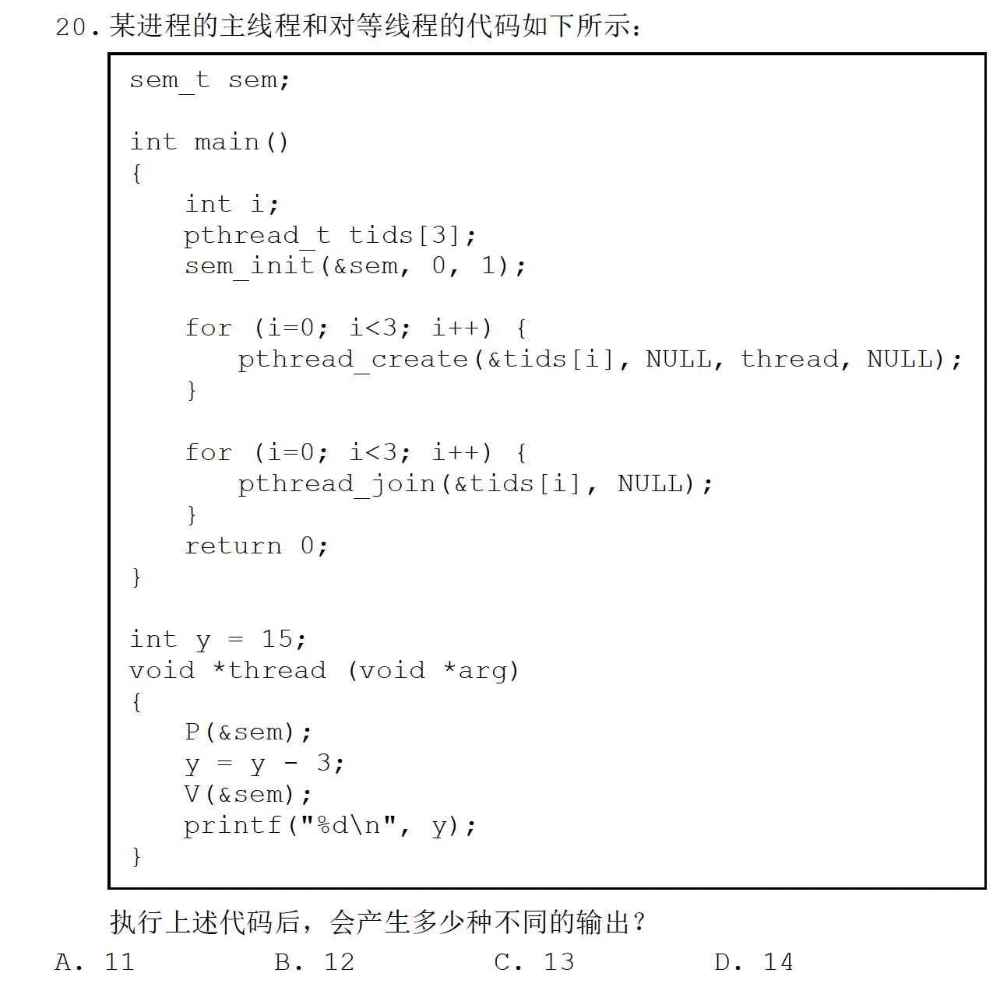 20.某进程的主线程和对等线程的代码如下所示：
sem_t sem;
int main()
{
int i;
pthread_t tids[3];
sem_init(&sem, 0, 1);
for (i=0; i<3; i++) {
pthread_create(&tids[i], NULL, thread, NULL);
}
for (i=0; i<3; i++) {
pthread_join(&tids[i], NULL);
}
return 0;
}
int y = 15;
void *thread (void *arg)
{
P(&sem);
y = y - 3;
V(&sem);
printf("%d\n", y);
}
执行上述代码后，会产生多少种不同的输出？
A. 11 B. 12 C. 13 D. 14